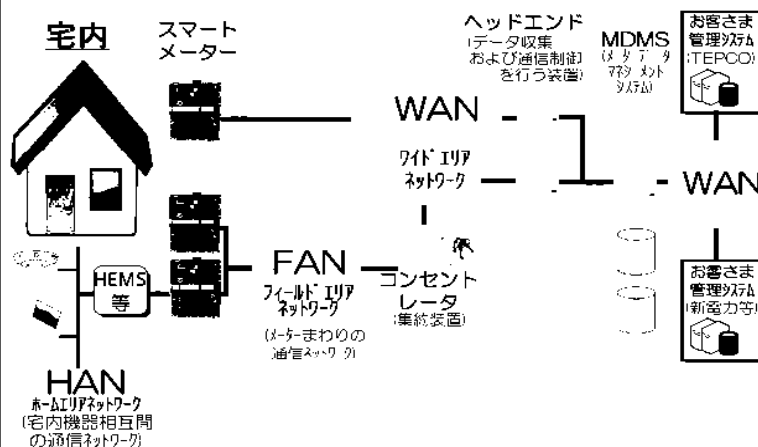 宅内
スマート
メーター
HEMS
等
HAN
ホームエリアネットワーク
(宅内機器相互間
の通信ネットワーク)
FAN
フィールドエリア
ネットワーク
(メーターまわりの
通信ネットワーク)
コンセント
レータ
(集約装置)
WAN
ワイドエリア
ネットワーク
ヘッドエンド
(データ収集
および通信制御
を行う装置)
MDMS
(メータデータ
マネジメント
システム)
WAN
お客さま
管理システム
(TEPCO)
お客さま
管理システム
(新電力等)